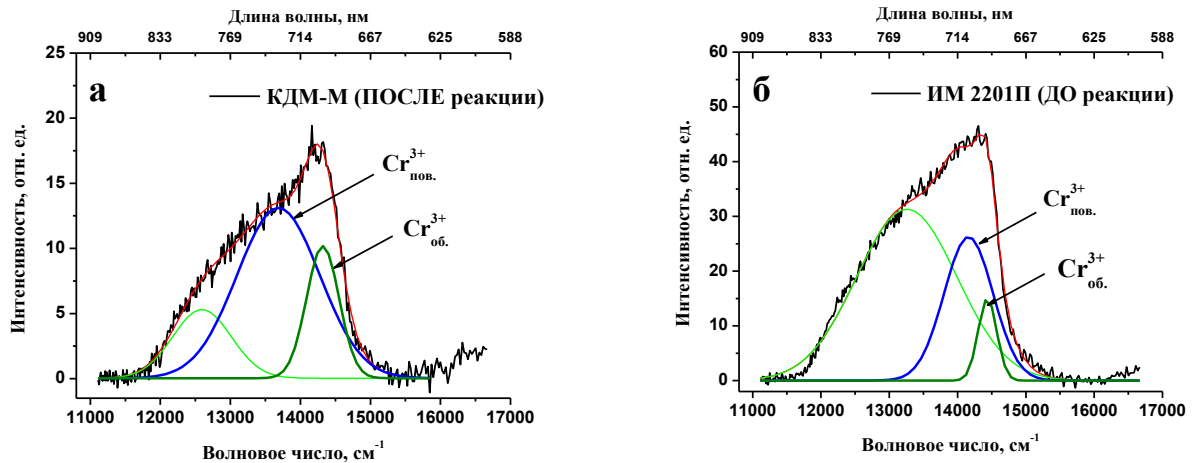 Длина волны, нм
909 833 769 714 667 625 588
25
20
15
10
5
0
Интенсивность, отн. ед.
а
КДМ-М (ПОСЛЕ реакции)
Cr³⁺пов.
Cr³⁺об.
11000 12000 13000 14000 15000 16000 17000
Волновое число, см⁻¹
Длина волны, нм
909 833 769 714 667 625 588
60
50
40
30
20
10
0
Интенсивность, отн. ед.
б
ИМ 2201П (ДО реакции)
Cr³⁺пов.
Cr³⁺об.
11000 12000 13000 14000 15000 16000 17000
Волновое число, см⁻¹